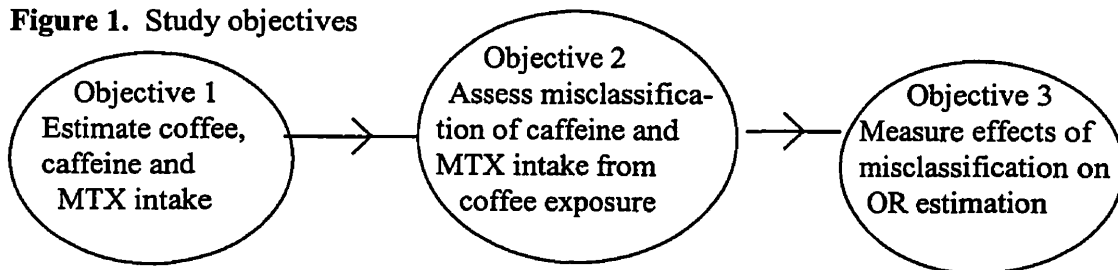 Figure 1. Study objectives
Objective 1
Estimate coffee,
caffeine and
MTX intake
Objective 2
Assess misclassifica-
tion of caffeine and
MTX intake from
coffee exposure
Objective 3
Measure effects of
misclassification on
OR estimation